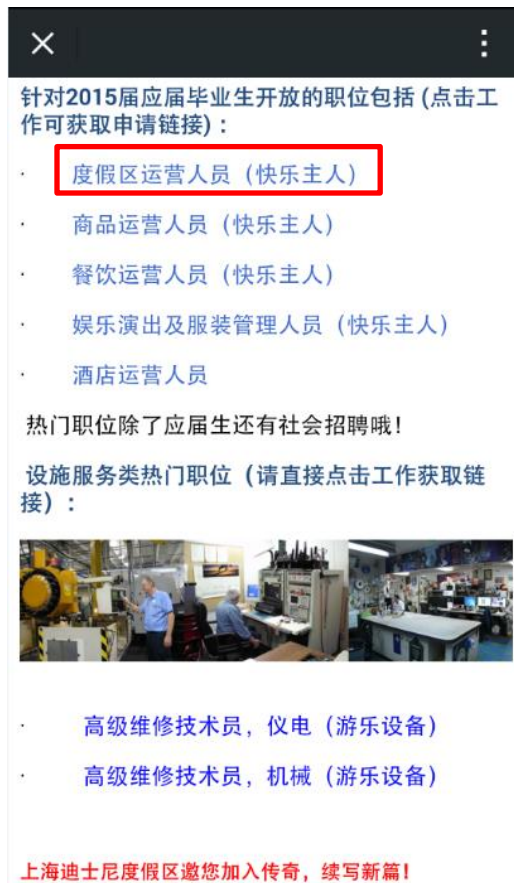 针对2015届应届毕业生开放的职位包括 (点击工
作可获取申请链接)：
· 度假区运营人员（快乐主人）
· 商品运营人员（快乐主人）
· 餐饮运营人员（快乐主人）
· 娱乐演出及服装管理人员（快乐主人）
· 酒店运营人员
热门职位除了应届生还有社会招聘哦！
设施服务类热门职位（请直接点击工作获取链
接）：
· 高级维修技术员，仪电（游乐设备）
· 高级维修技术员，机械（游乐设备）
上海迪士尼度假区邀您加入传奇，续写新篇！